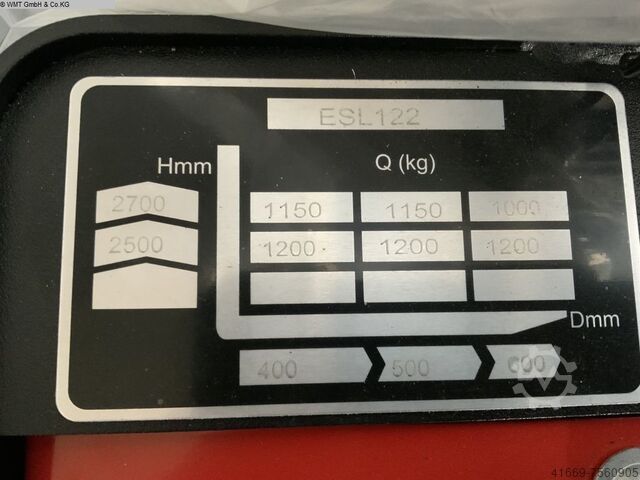 © WMT GmbH & Co.KG
ESL122
Hmm Q (kg)
2700 1150 1150 1000
2500 1200 1200 1200
Dmm
400 500 600
41669-7560905